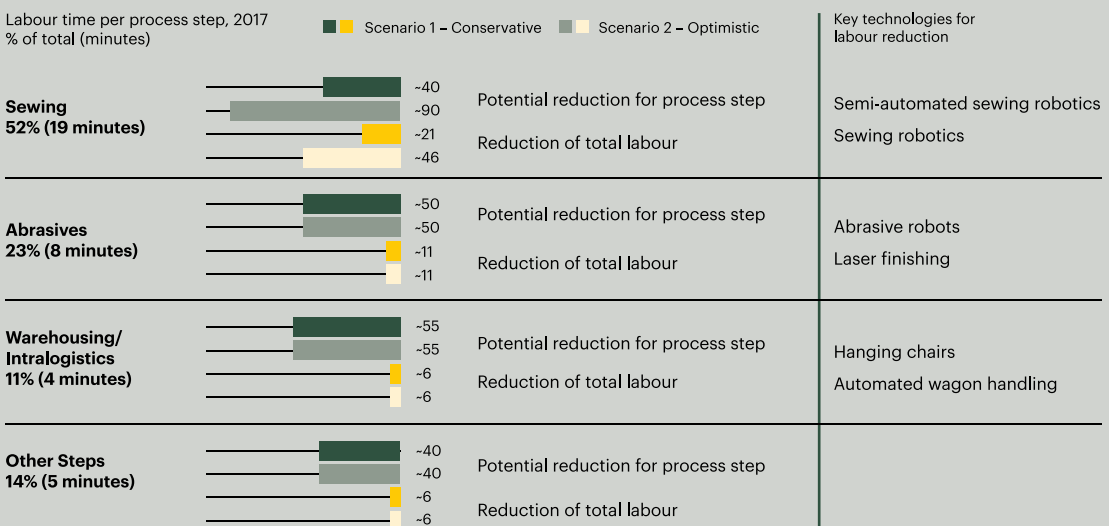 Labour time per process step, 2017
% of total (minutes)
Scenario 1 – Conservative
Scenario 2 – Optimistic
Key technologies for
labour reduction
Sewing
52% (19 minutes)
~40
~90
~21
~46
Potential reduction for process step
Reduction of total labour
Semi-automated sewing robotics
Sewing robotics
Abrasives
23% (8 minutes)
~50
~50
~11
~11
Potential reduction for process step
Reduction of total labour
Abrasive robots
Laser finishing
Warehousing/
Intralogistics
11% (4 minutes)
~55
~55
~6
~6
Potential reduction for process step
Reduction of total labour
Hanging chairs
Automated wagon handling
Other Steps
14% (5 minutes)
~40
~40
~6
~6
Potential reduction for process step
Reduction of total labour